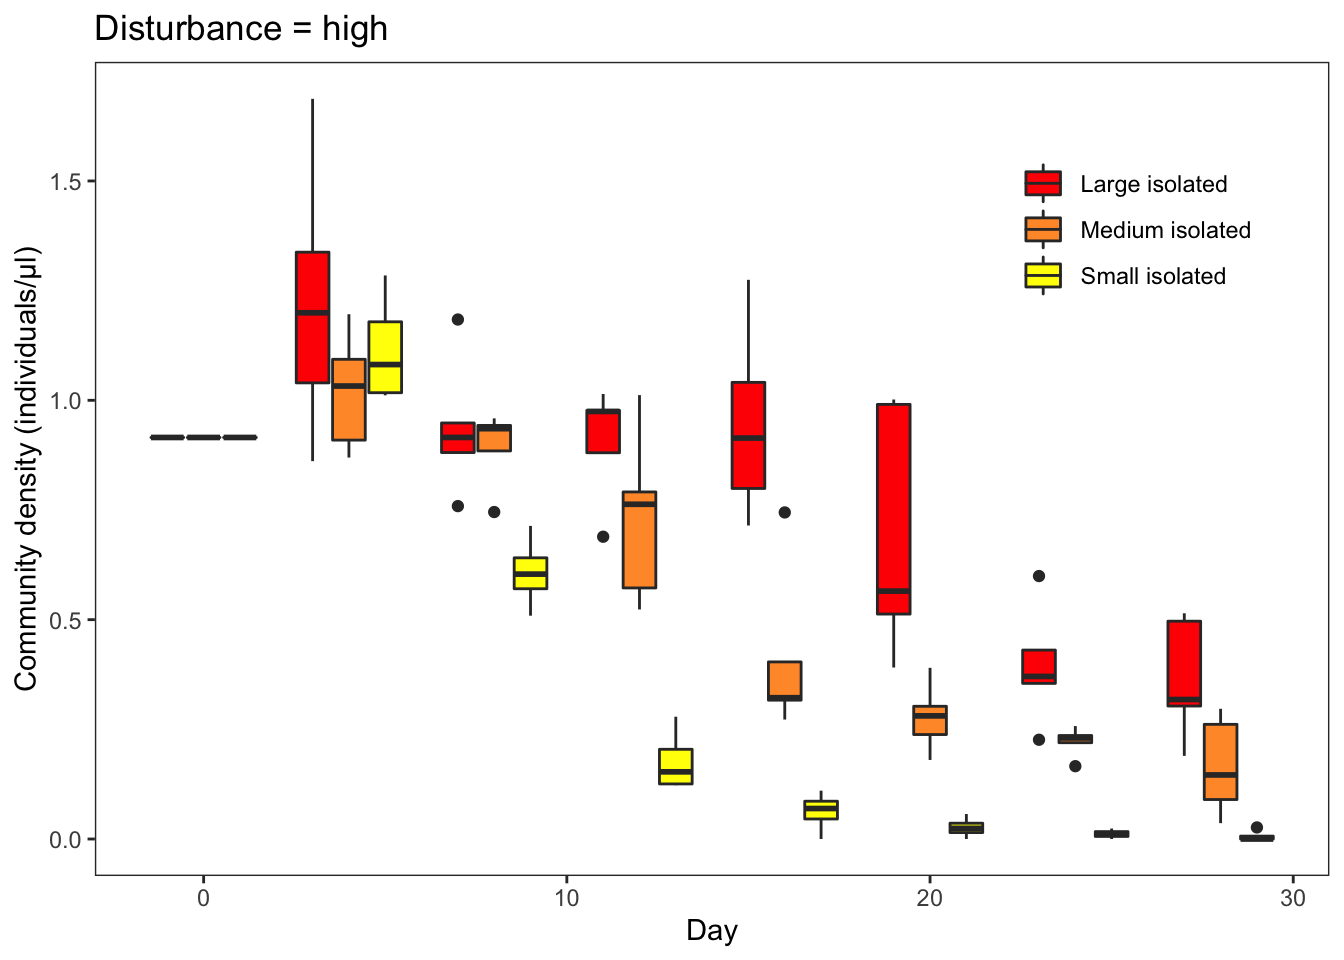 Disturbance = high
Community density (individuals/µl)
1.5
1.0
0.5
0.0
Large isolated
Medium isolated
Small isolated
0
10
20
30
Day